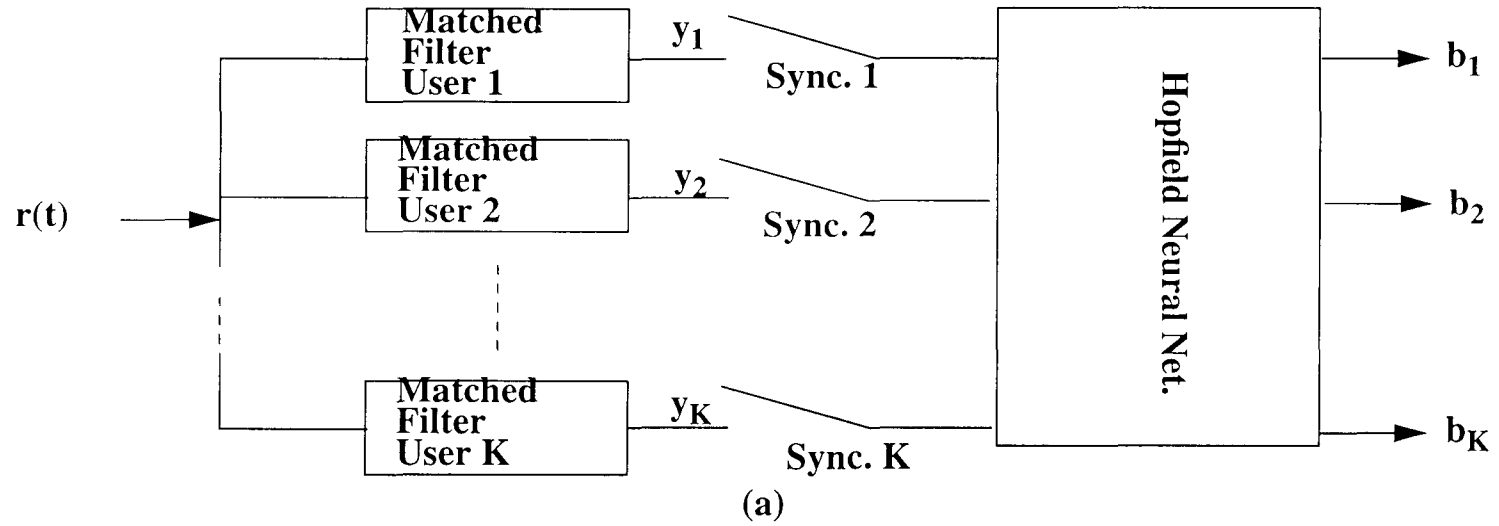 Matched
Filter
User 1
y1
Sync. 1
b1
Matched
Filter
User 2
y2
Sync. 2
b2
r(t)
Hopfield Neural Net.
Matched
Filter
User K
yK
Sync. K
bK
(a)